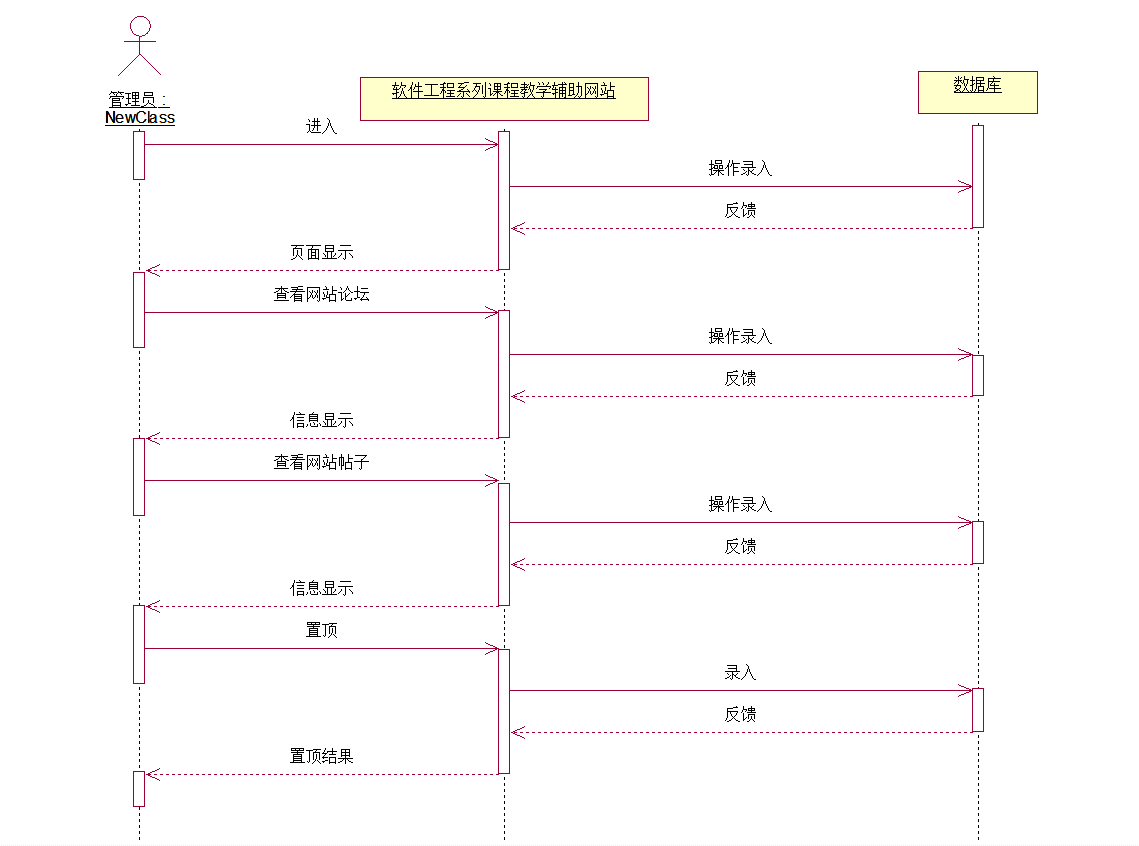 管理员：
NewClass
软件工程系列课程教学辅助网站
数据库
进入
操作录入
反馈
页面显示
查看网站论坛
操作录入
反馈
信息显示
查看网站帖子
操作录入
反馈
信息显示
置顶
录入
反馈
置顶结果